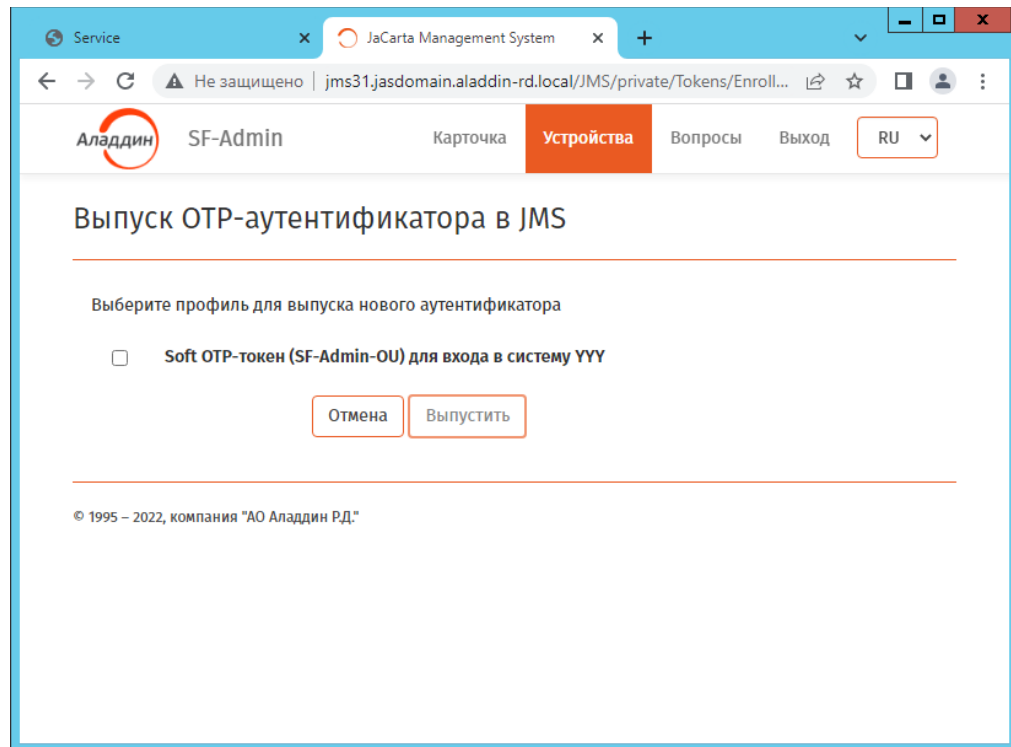 Service
JaCarta Management System
Не защищено | jms31.jasdomain.aladdin-rd.local/JMS/private/Tokens/Enroll...
Аладдин SF-Admin Карточка Устройства Вопросы Выход RU
Выпуск OTP-аутентификатора в JMS
Выберите профиль для выпуска нового аутентификатора
Soft OTP-токен (SF-Admin-OU) для входа в систему YYY
Отмена Выпустить
© 1995 – 2022, компания "АО Аладдин Р.Д."